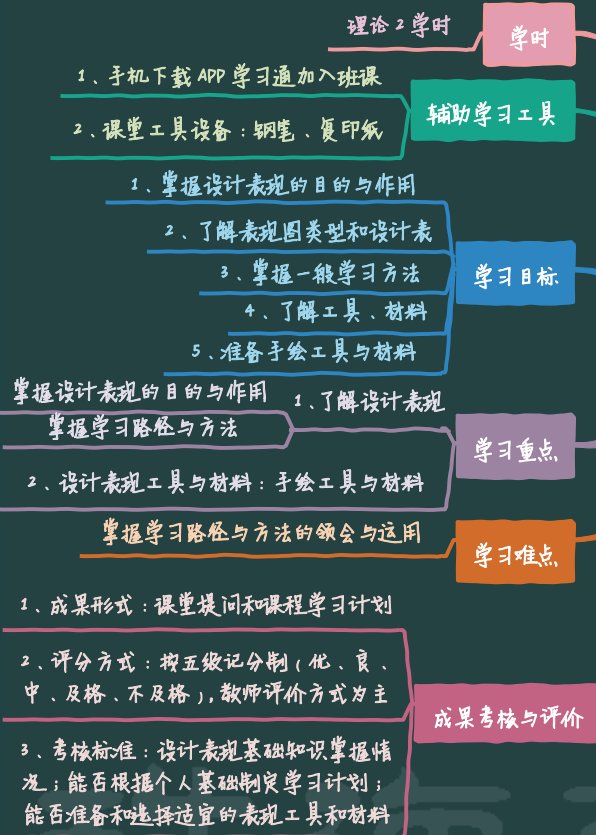 理论2学时
学时
1、手机下载APP学习通加入班课
2、课堂工具设备：钢笔、复印纸
辅助学习工具
1、掌握设计表现的目的与作用
2、了解表现图类型和设计表
3、掌握一般学习方法
4、了解工具、材料
5、准备手绘工具与材料
学习目标
掌握设计表现的目的与作用
掌握学习路径与方法
1、了解设计表现
2、设计表现工具与材料：手绘工具与材料
学习重点
掌握学习路径与方法的领会与运用
学习难点
1、成果形式：课堂提问和课程学习计划
2、评分方式：按五级记分制（优、良、
中、及格、不及格），教师评价方式为主
3、考核标准：设计表现基础知识掌握情
况；能否根据个人基础制定学习计划；
能否准备和选择适宜的表现工具和材料
成果考核与评价